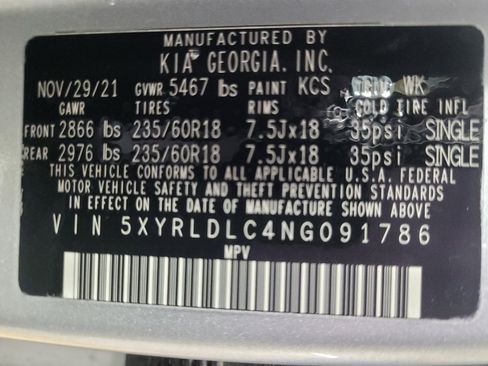 MANUFACTURED BY
KIA GEORGIA, INC.
NOV/29/21 GVWR 5467 lbs PAINT KCS WK
GAWR TIRES RIMS COLD TIRE INFL
FRONT 2866 lbs 235/60R18 7.5Jx18 35psi SINGLE
REAR 2976 lbs 235/60R18 7.5Jx18 35psi SINGLE
THIS VEHICLE CONFORMS TO ALL APPLICABLE U.S.A. FEDERAL
MOTOR VEHICLE SAFETY AND THEFT PREVENTION STANDARDS
IN EFFECT ON THE DATE OF MANUFACTURE SHOWN ABOVE
VIN 5XYRLDLC4NG091786
MPV